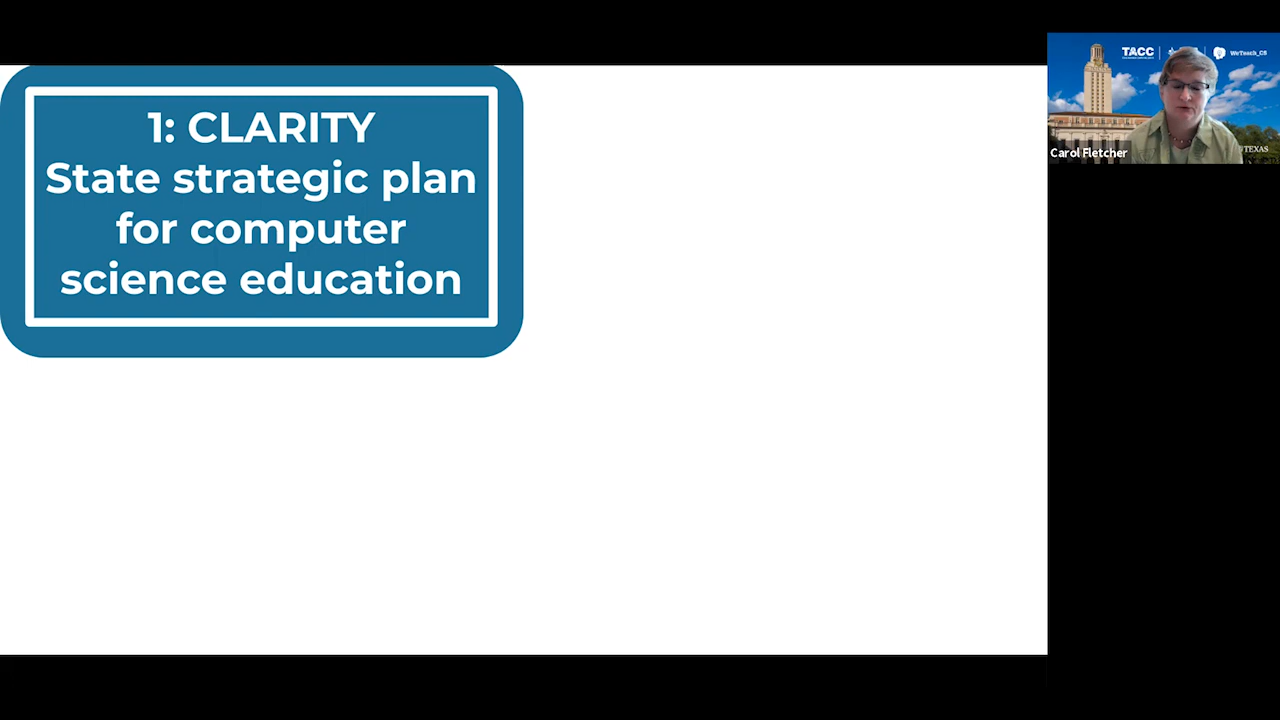 1: CLARITY
State strategic plan
for computer
science education
TACC
WeTeach_CS
TEXAS
Carol Fletcher